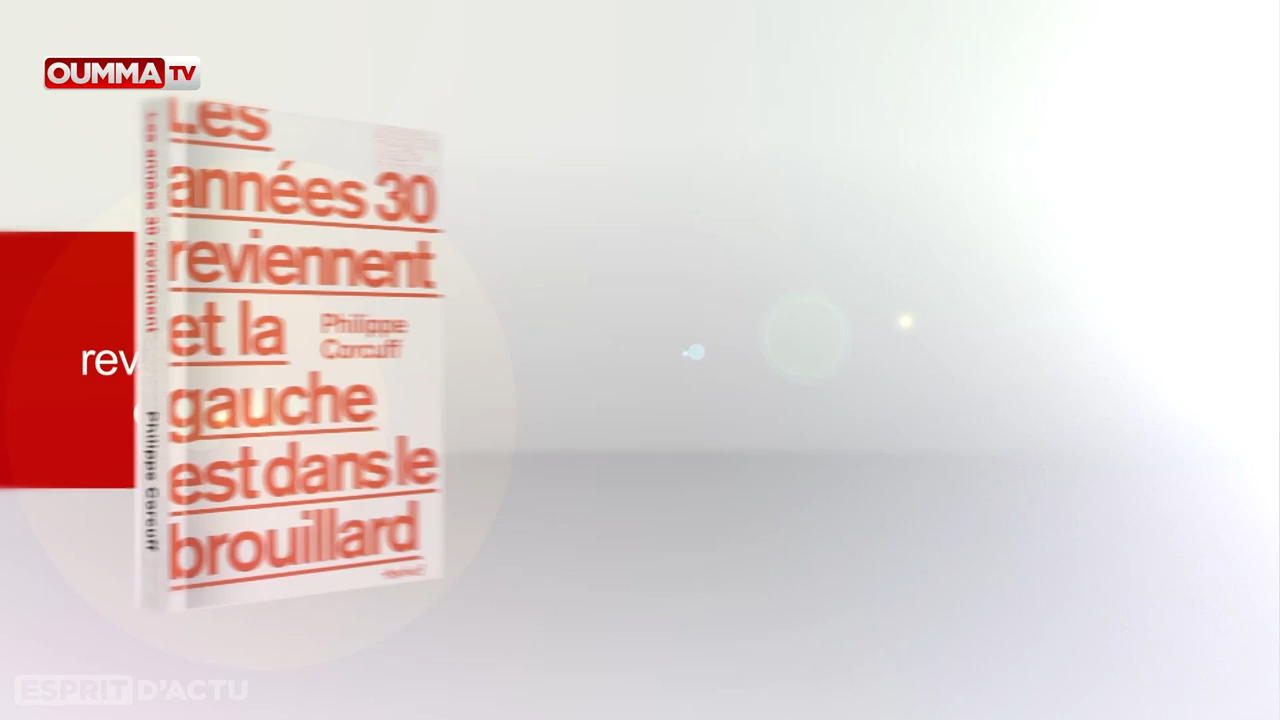 OUMMA TV
Les
années 30
reviennent
et la
Philippe
Corcuff
gauche
est dans le
brouillard
Les années 30 reviennent
Philippe Corcuff
rev
ESPRIT D'ACTU